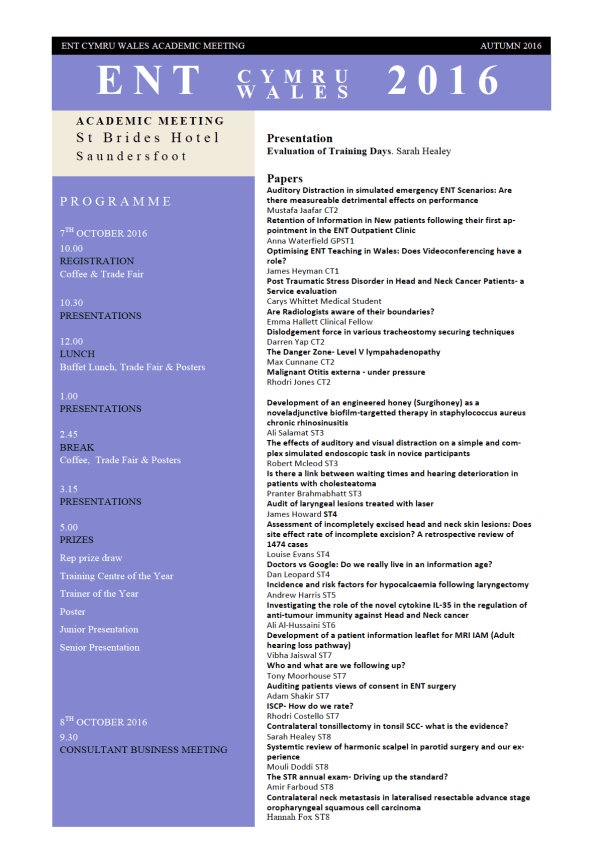 ENT CYMRU WALES ACADEMIC MEETING
AUTUMN 2016
ENT CYMRU WALES 2016
ACADEMIC MEETING
St Brides Hotel
Saundersfoot
PROGRAMME
7TH OCTOBER 2016
10.00
REGISTRATION
Coffee & Trade Fair
10.30
PRESENTATIONS
12.00
LUNCH
Buffet Lunch, Trade Fair & Posters
1.00
PRESENTATIONS
2.45
BREAK
Coffee, Trade Fair & Posters
3.15
PRESENTATIONS
5.00
PRIZES
Rep prize draw
Training Centre of the Year
Trainer of the Year
Poster
Junior Presentation
Senior Presentation
8TH OCTOBER 2016
9.30
CONSULTANT BUSINESS MEETING
Presentation
Evaluation of Training Days. Sarah Healey
Papers
Auditory Distraction in simulated emergency ENT Scenarios: Are
there measureable detrimental effects on performance
Mustafa Jaafar CT2
Retention of Information in New patients following their first ap-
pointment in the ENT Outpatient Clinic
Anna Waterfield GPST1
Optimising ENT Teaching in Wales: Does Videoconferencing have a
role?
James Heyman CT1
Post Traumatic Stress Disorder in Head and Neck Cancer Patients- a
Service evaluation
Carys Whittet Medical Student
Are Radiologists aware of their boundaries?
Emma Hallett Clinical Fellow
Dislodgement force in various tracheostomy securing techniques
Darren Yap CT2
The Danger Zone- Level V lympahadenopathy
Max Cunnane CT2
Malignant Otitis externa - under pressure
Rhodri Jones CT2
Development of an engineered honey (Surgihoney) as a
noveladjunctive biofilm-targetted therapy in staphylococcus aureus
chronic rhinosinusitis
Ali Salamat ST3
The effects of auditory and visual distraction on a simple and com-
plex simulated endoscopic task in novice participants
Robert Mcleod ST3
Is there a link between waiting times and hearing deterioration in
patients with cholesteatoma
Pranter Brahmabhatt ST3
Audit of laryngeal lesions treated with laser
James Howard ST4
Assessment of incompletely excised head and neck skin lesions: Does
site effect rate of incomplete excision? A retrospective review of
1474 cases
Louise Evans ST4
Doctors vs Google: Do we really live in an information age?
Dan Leopard ST4
Incidence and risk factors for hypocalcaemia following laryngectomy
Andrew Harris ST5
Investigating the role of the novel cytokine IL-35 in the regulation of
anti-tumour immunity against Head and Neck cancer
Ali Al-Hussaini ST6
Development of a patient information leaflet for MRI IAM (Adult
hearing loss pathway)
Vibha Jaiswal ST7
Who and what are we following up?
Tony Moorhouse ST7
Auditing patients views of consent in ENT surgery
Adam Shakir ST7
ISCP- How do we rate?
Rhodri Costello ST7
Contralateral tonsillectomy in tonsil SCC- what is the evidence?
Sarah Healey ST8
Systemtic review of harmonic scalpel in parotid surgery and our ex-
perience
Mouli Doddi ST8
The STR annual exam- Driving up the standard?
Amir Farboud ST8
Contralateral neck metastasis in lateralised resectable advance stage
oropharyngeal squamous cell carcinoma
Hannah Fox ST8